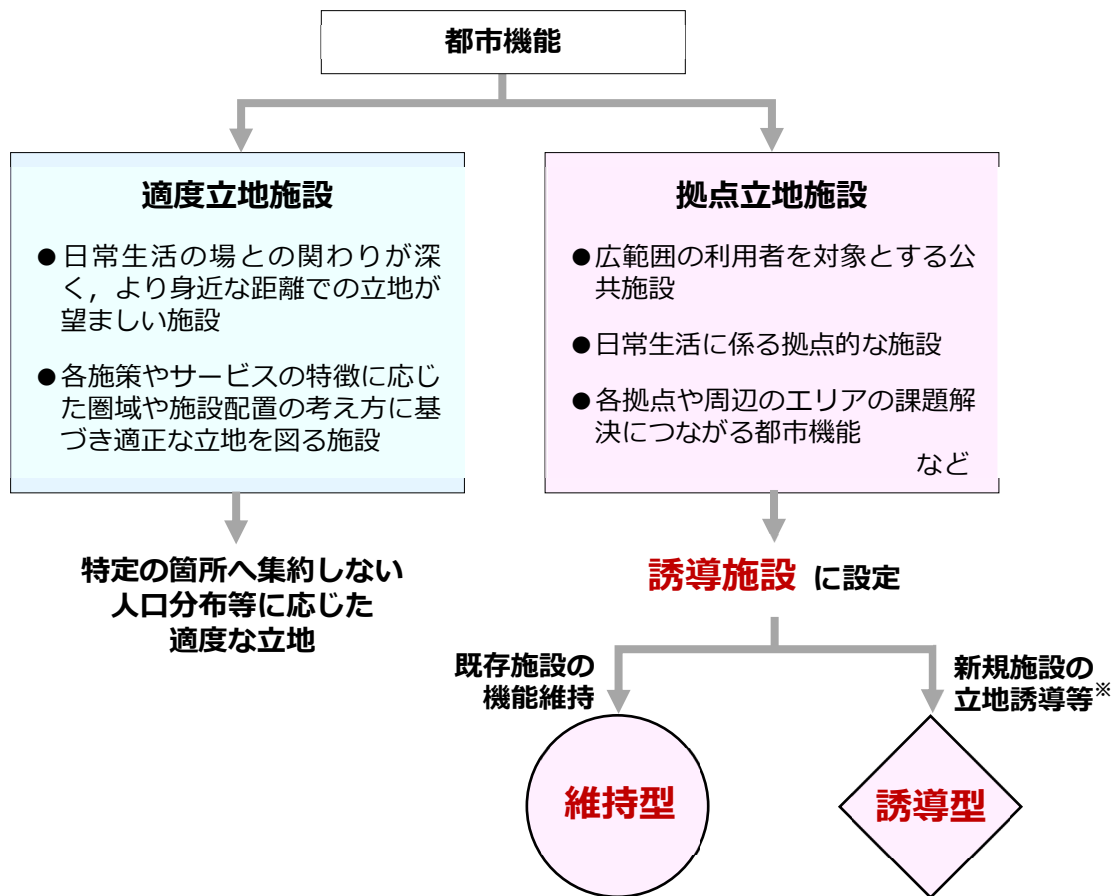 都市機能
適度立地施設
●日常生活の場との関わりが深
く，より身近な距離での立地が
望ましい施設
●各施策やサービスの特徴に応じ
た圏域や施設配置の考え方に基
づき適正な立地を図る施設
拠点立地施設
●広範囲の利用者を対象とする公
共施設
●日常生活に係る拠点的な施設
●各拠点や周辺のエリアの課題解
決につながる都市機能
など
特定の箇所へ集約しない
人口分布等に応じた
適度な立地
誘導施設 に設定
既存施設の
機能維持
新規施設の
立地誘導等※
維持型
誘導型